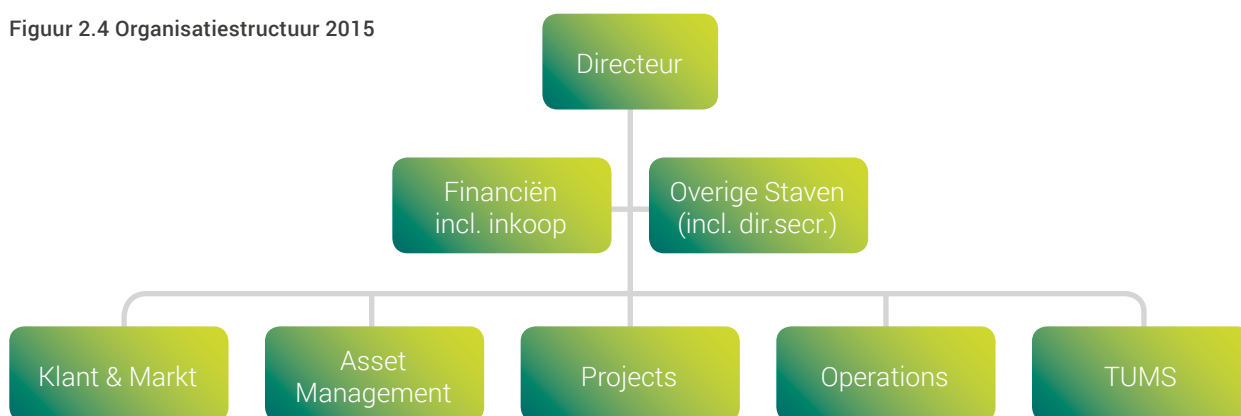 Figuur 2.4 Organisatiestructuur 2015
Directeur
Financiën
incl. inkoop
Overige Staven
(incl. dir.secr.)
Klant & Markt
Asset
Management
Projects
Operations
TUMS